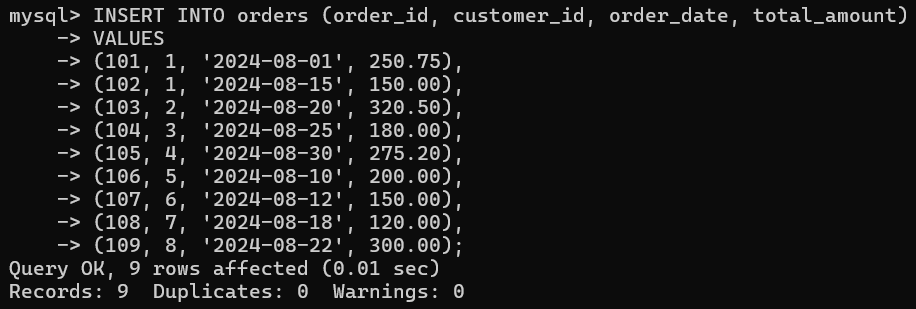 mysql> INSERT INTO orders (order_id, customer_id, order_date, total_amount)
    -> VALUES
    -> (101, 1, '2024-08-01', 250.75),
    -> (102, 1, '2024-08-15', 150.00),
    -> (103, 2, '2024-08-20', 320.50),
    -> (104, 3, '2024-08-25', 180.00),
    -> (105, 4, '2024-08-30', 275.20),
    -> (106, 5, '2024-08-10', 200.00),
    -> (107, 6, '2024-08-12', 150.00),
    -> (108, 7, '2024-08-18', 120.00),
    -> (109, 8, '2024-08-22', 300.00);
Query OK, 9 rows affected (0.01 sec)
Records: 9  Duplicates: 0  Warnings: 0